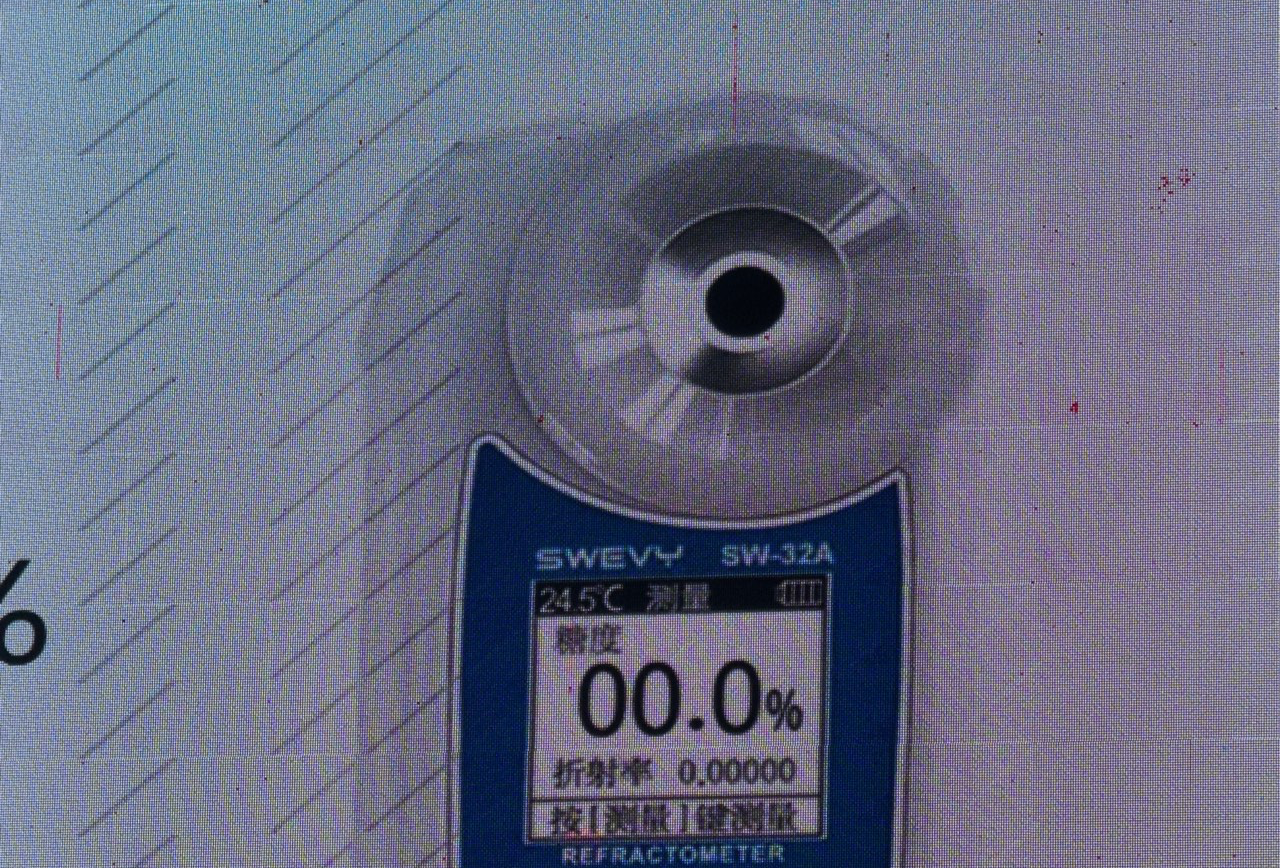 %
SWEVY SW-32A
24.5℃ 测量
糖度
00.0%
折射率 0.00000
按[测量]键测量
REFRACTOMETER